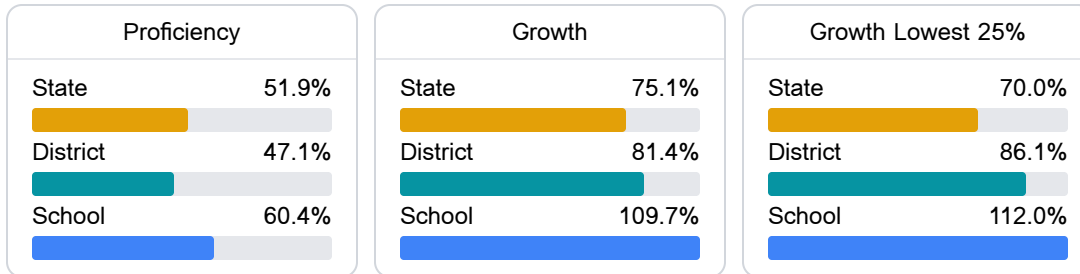 Proficiency
State 51.9%
District 47.1%
School 60.4%
Growth
State 75.1%
District 81.4%
School 109.7%
Growth Lowest 25%
State 70.0%
District 86.1%
School 112.0%